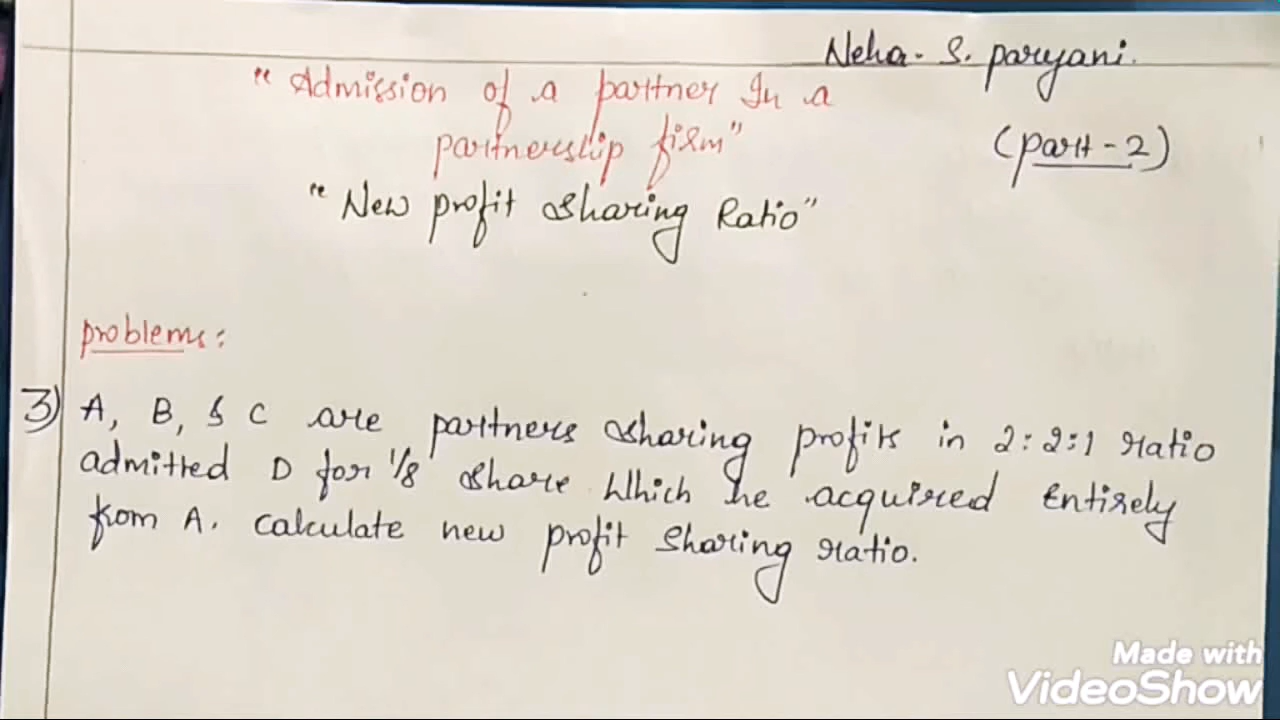 Neha. S. paryani.
"Admission of a partner In a
partnership firm"
(part-2)
"New profit sharing Ratio"
problems:
3) A, B, & C are partners sharing profits in 2:2:1 ratio
admitted D for 1/8 share Which he acquired Entirely
from A. calculate new profit sharing ratio.
Made with
VideoShow